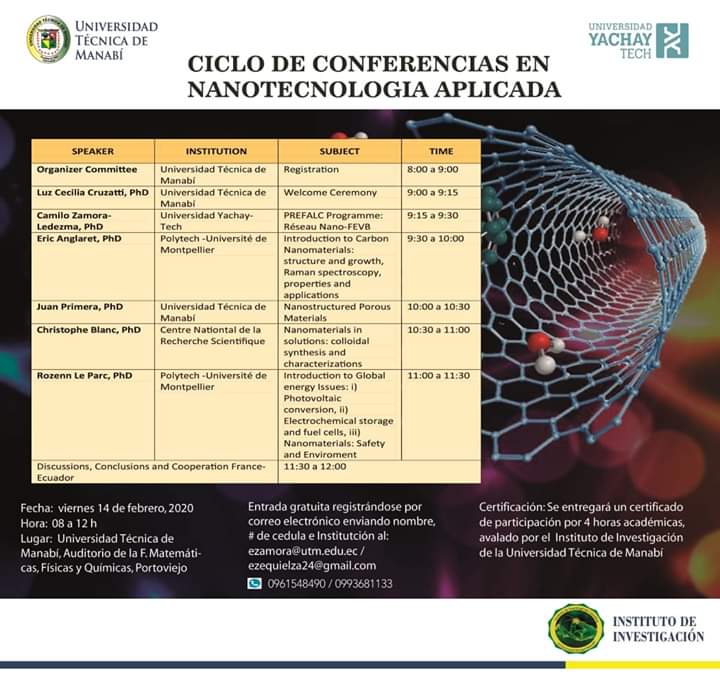 UNIVERSIDAD
TÉCNICA DE
MANABÍ
UNIVERSIDAD
YACHAY
TECH
CICLO DE CONFERENCIAS EN
NANOTECNOLOGIA APLICADA
SPEAKER INSTITUTION SUBJECT TIME
Organizer Committee Universidad Técnica de Registration 8:00 a 9:00
Manabí
Luz Cecilia Cruzatti, PhD Universidad Técnica de Welcome Ceremony 9:00 a 9:15
Manabí
Camilo Zamora- Universidad Yachay- PREFALC Programme: 9:15 a 9:30
Ledezma, PhD Tech Réseau Nano-FEVB
Eric Anglaret, PhD Polytech -Université de Introduction to Carbon 9:30 a 10:00
Montpellier Nanomaterials:
structure and growth,
Raman spectroscopy,
properties and
applications
Juan Primera, PhD Universidad Técnica de Nanostructured Porous 10:00 a 10:30
Manabí Materials
Christophe Blanc, PhD Centre National de la Nanomaterials in 10:30 a 11:00
Recherche Scientifique solutions: colloidal
synthesis and
characterizations
Rozenn Le Parc, PhD Polytech -Université de Introduction to Global 11:00 a 11:30
Montpellier energy Issues: i)
Photovoltaic
conversion, ii)
Electrochemical storage
and fuel cells, iii)
Nanomaterials: Safety
and Enviroment
Discussions, Conclusions and Cooperation France- 11:30 a 12:00
Ecuador
Fecha: viernes 14 de febrero, 2020
Hora: 08 a 12 h
Lugar: Universidad Técnica de
Manabí, Auditorio de la F. Matemáti-
cas, Físicas y Químicas, Portoviejo
Entrada gratuita registrándose por
correo electrónico enviando nombre,
# de cedula e Institutción al:
ezamora@utm.edu.ec /
ezequielza24@gmail.com
0961548490 / 0993681133
Certificación: Se entregará un certificado
de participación por 4 horas académicas,
avalado por el Instituto de Investigación
de la Universidad Técnica de Manabí
INSTITUTO DE
INVESTIGACIÓN